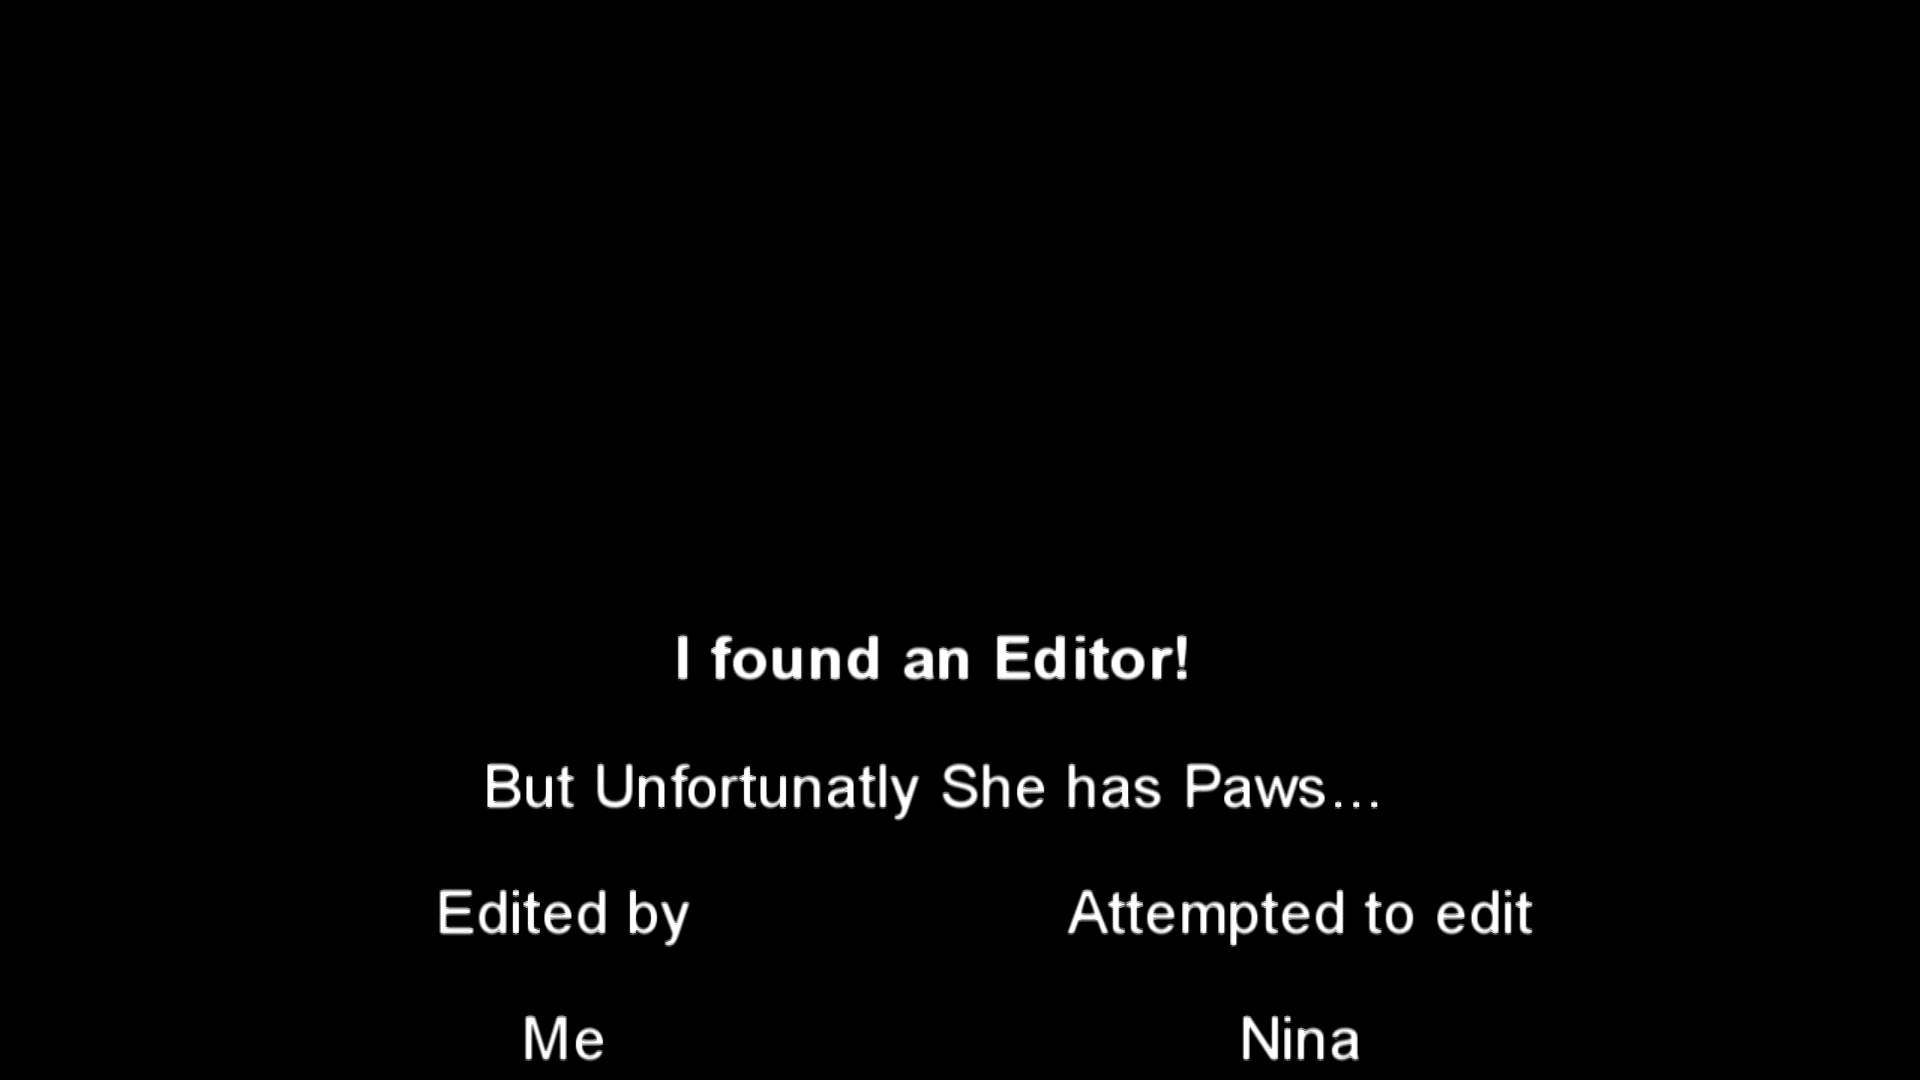 I found an Editor!
But Unfortunatly She has Paws...
Edited by Attempted to edit
Me Nina